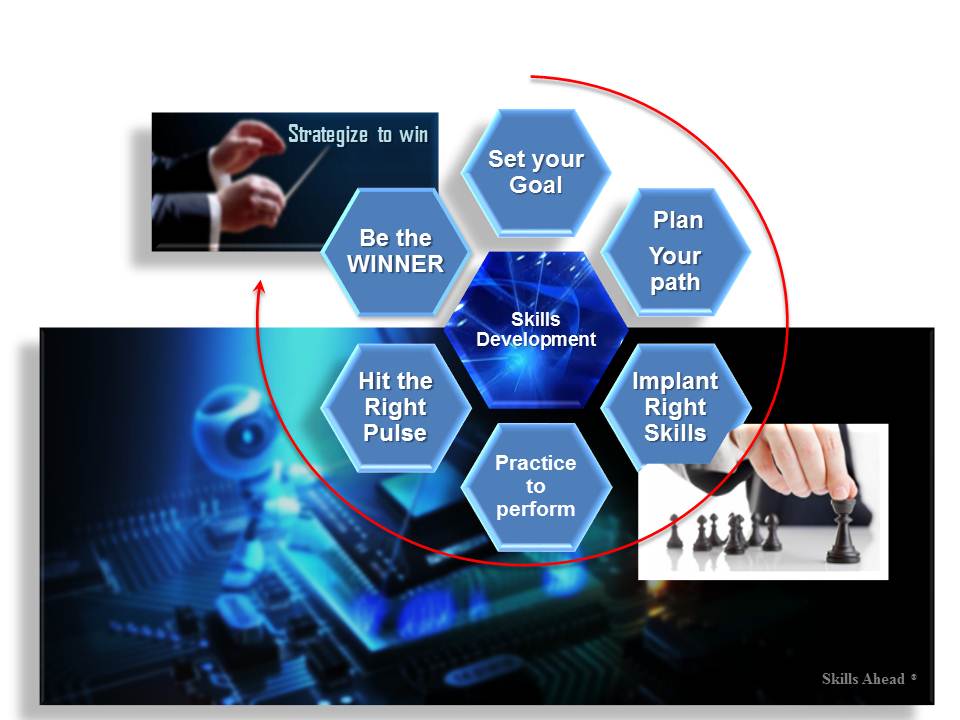 Strategize to win
Set your
Goal
Plan
Your
path
Implant
Right
Skills
Practice
to
perform
Hit the
Right
Pulse
Be the
WINNER
Skills
Development
Skills Ahead ®